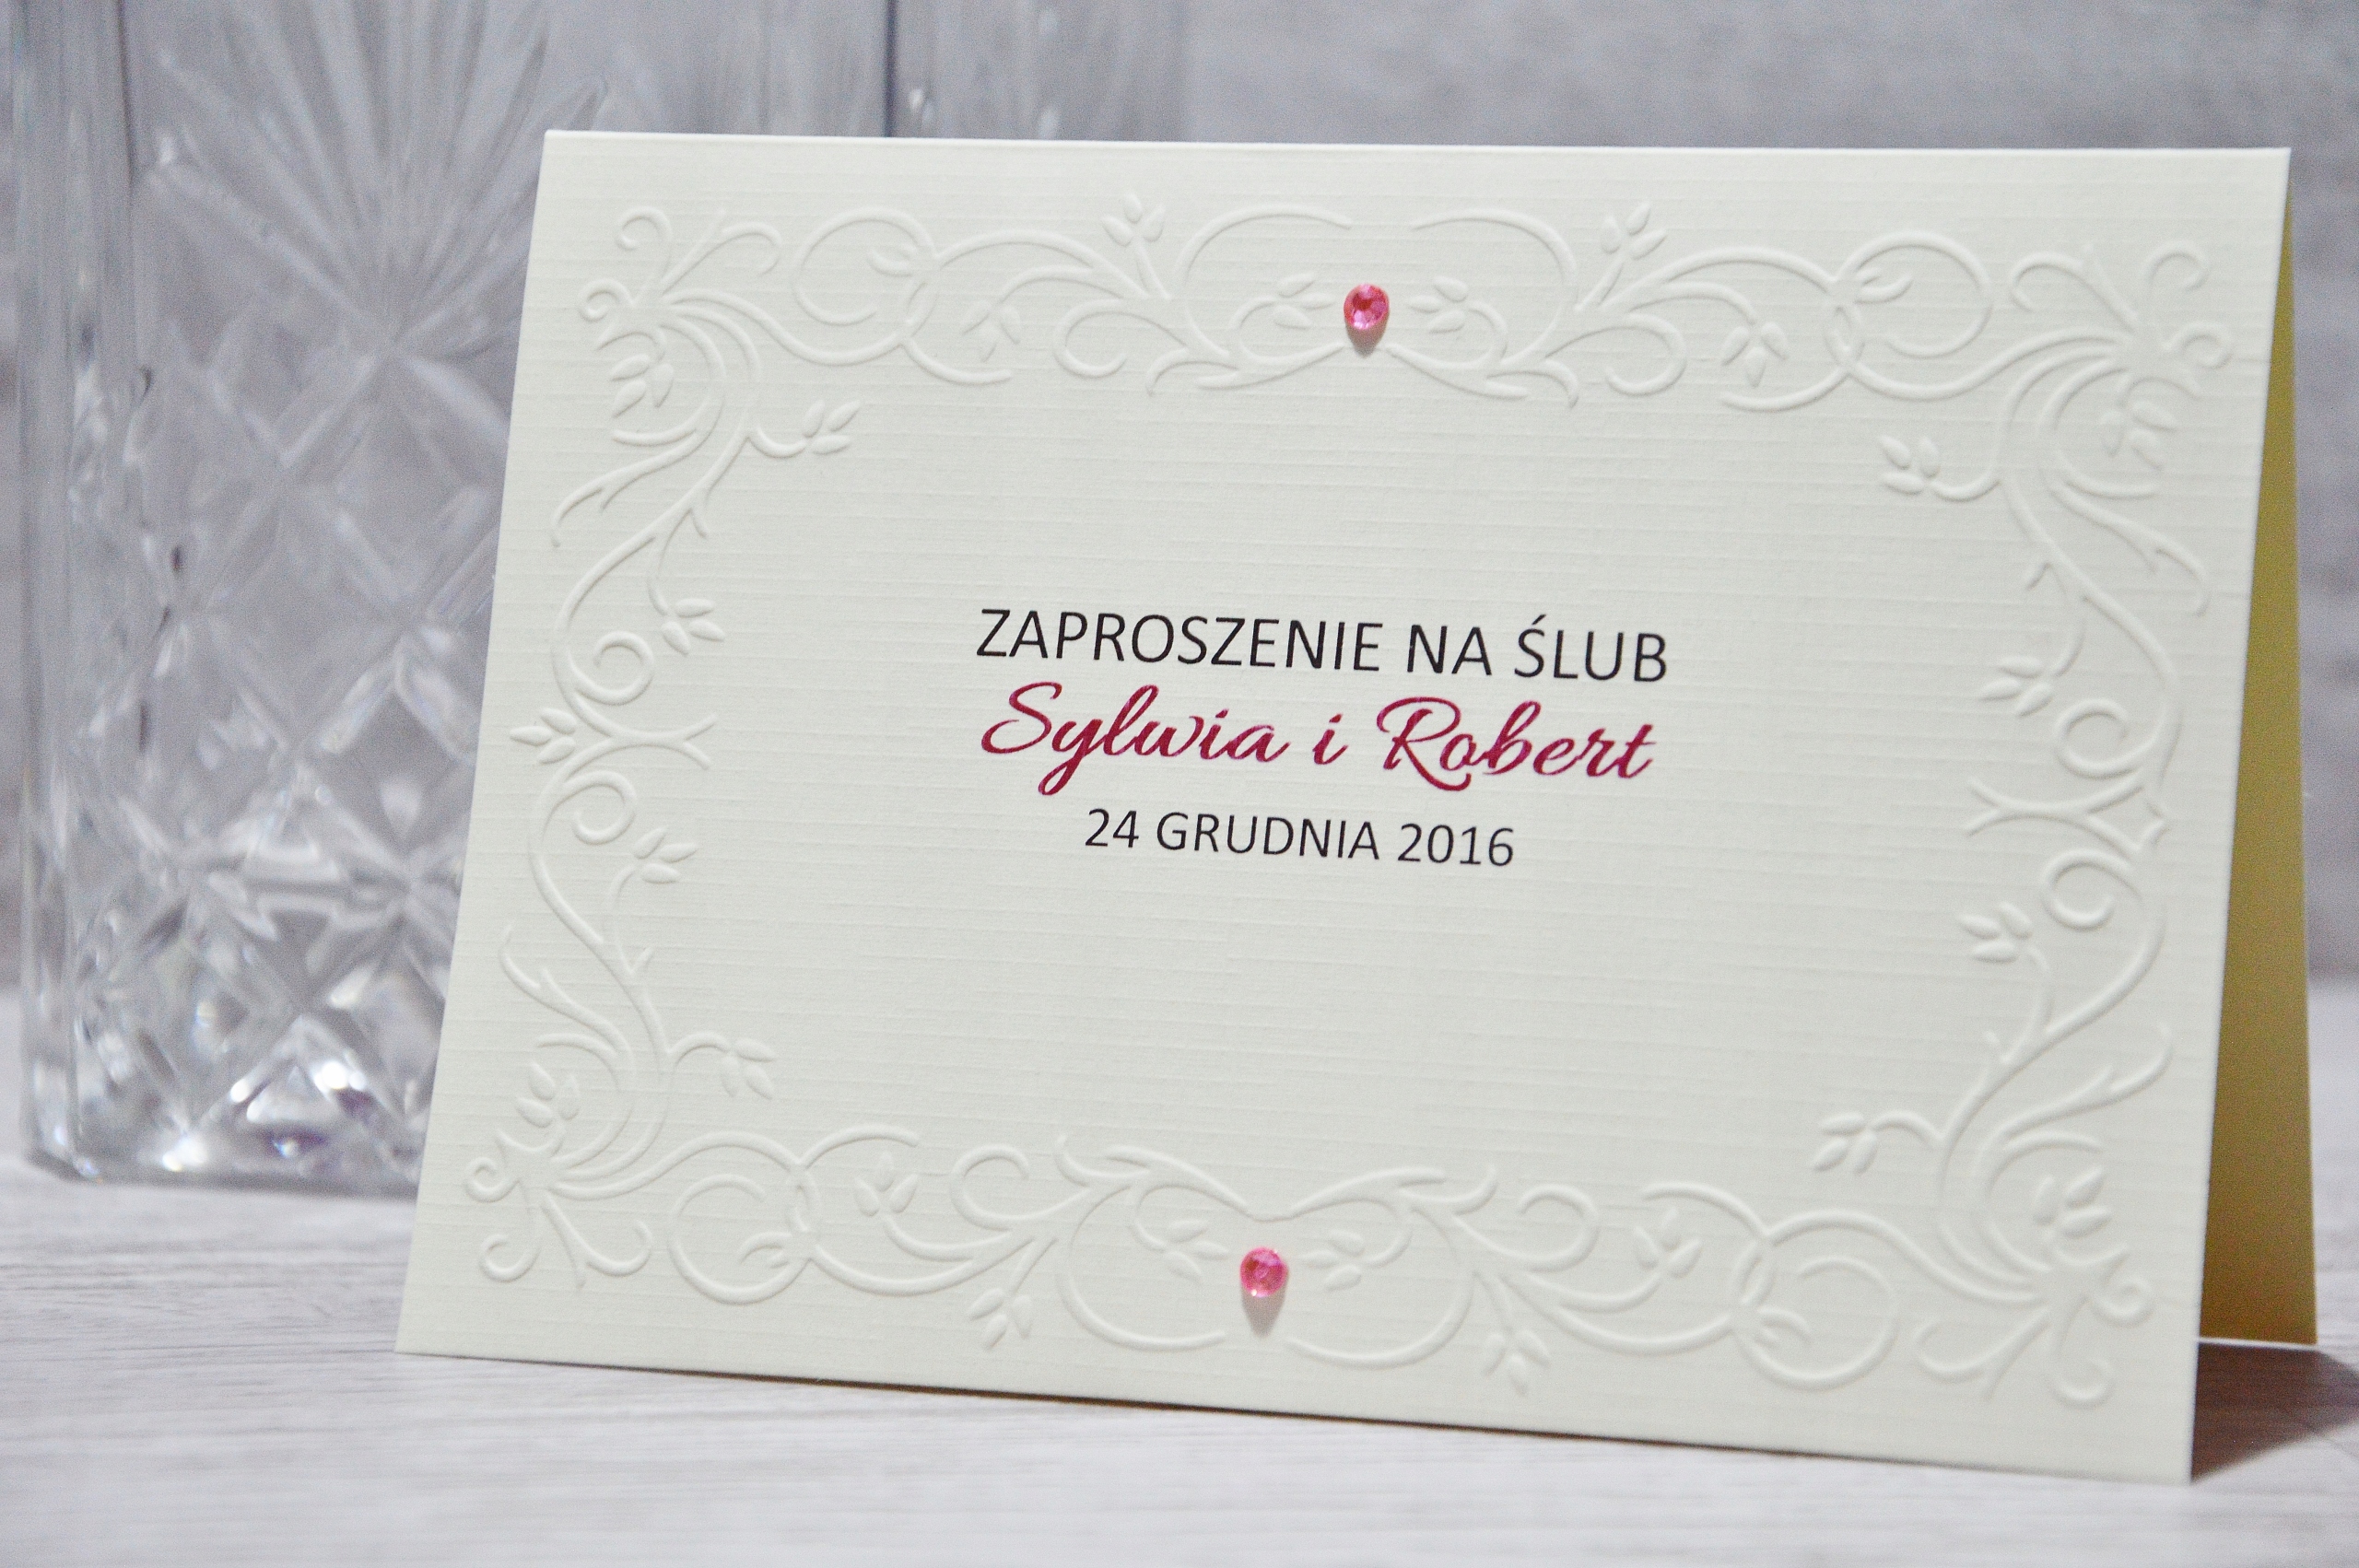 ZAPROSZENIE NA ŚLUB
Sylwia i Robert
24 GRUDNIA 2016